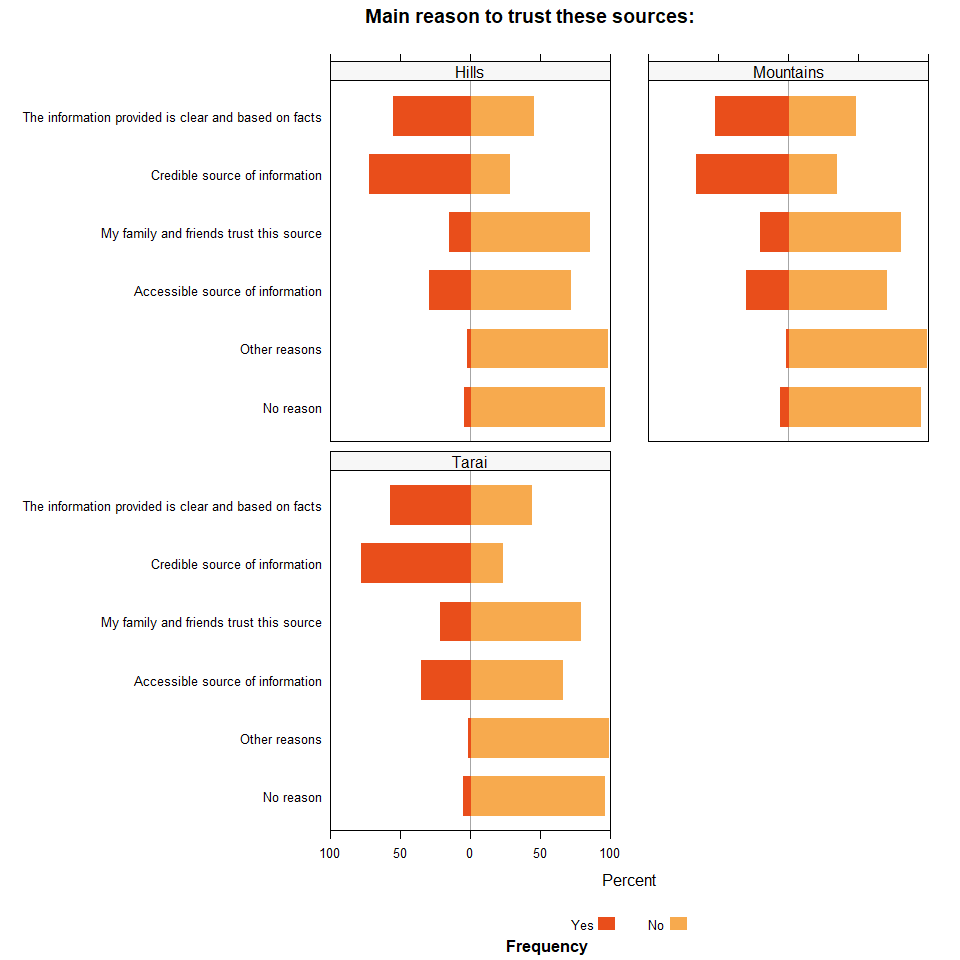 Main reason to trust these sources:
Hills
Mountains
The information provided is clear and based on facts
Credible source of information
My family and friends trust this source
Accessible source of information
Other reasons
No reason
Tarai
The information provided is clear and based on facts
Credible source of information
My family and friends trust this source
Accessible source of information
Other reasons
No reason
100 50 0 50 100
Percent
Yes No
Frequency